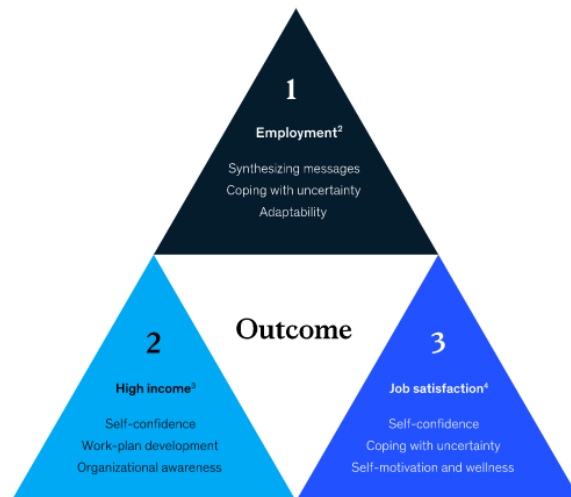 1
Employment²
Synthesizing messages
Coping with uncertainty
Adaptability
Outcome
2
High income³
Self-confidence
Work-plan development
Organizational awareness
3
Job satisfaction⁴
Self-confidence
Coping with uncertainty
Self-motivation and wellness